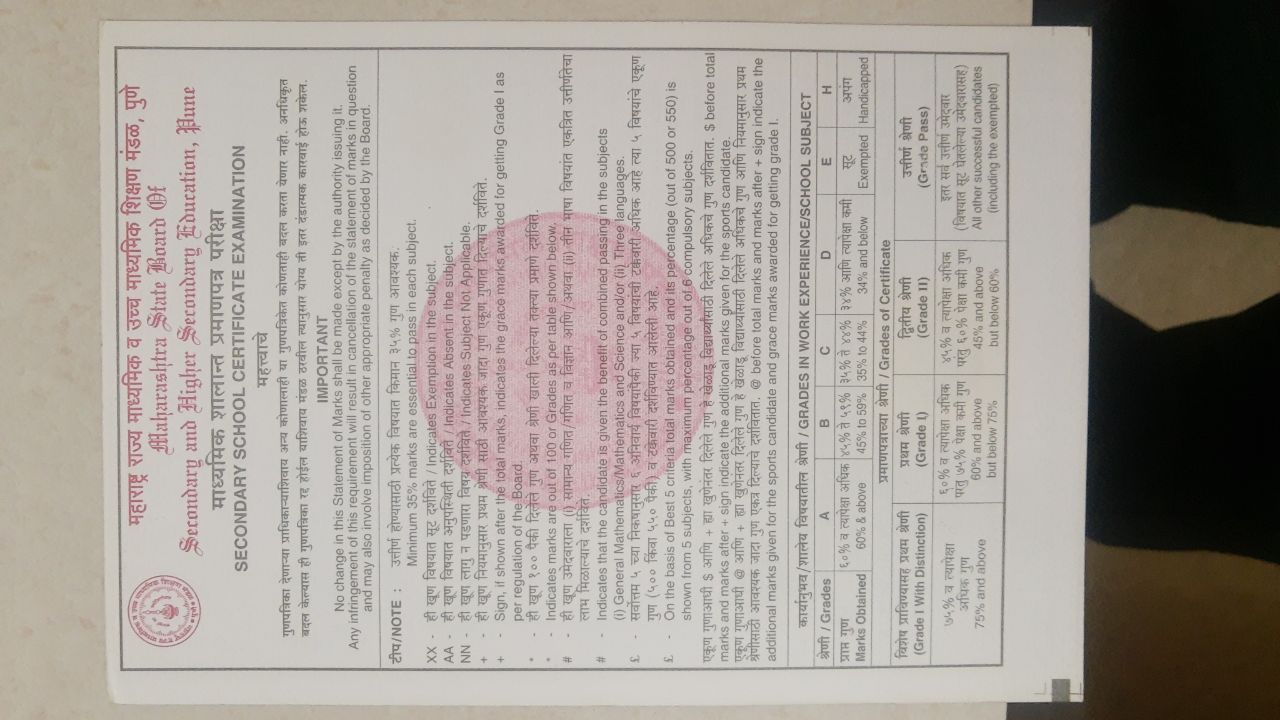 महाराष्ट्र राज्य माध्यमिक व उच्च माध्यमिक शिक्षण मंडळ, पुणे
Maharashtra State Board Of
Secondary and Higher Secondary Education, Pune
माध्यमिक शालान्त प्रमाणपत्र परीक्षा
SECONDARY SCHOOL CERTIFICATE EXAMINATION
महत्त्वाचे
गुणपत्रिका देणाऱ्या प्राधिकाऱ्याशिवाय अन्य कोणालाही या गुणपत्रिकेत कोणताही बदल करता येणार नाही. अनधिकृत
बदल केल्यास ही गुणपत्रिका रद्द होईल याशिवाय मंडळ ठरवील त्यानुसार योग्य ती इतर दंडात्मक कारवाई होऊ शकेल.
IMPORTANT
No change in this Statement of Marks shall be made except by the authority issuing it.
Any infringement of this requirement will result in cancellation of the statement of marks in question
and may also involve imposition of other appropriate penalty as decided by the Board.
टीप/NOTE : उत्तीर्ण होण्यासाठी प्रत्येक विषयात किमान ३५% गुण आवश्यक.
Minimum 35% marks are essential to pass in each subject.
XX - ही खूण विषयात सूट दर्शविते / Indicates Exemption in the subject.
AA - ही खूण विषयात अनुपस्थिती दर्शविते / Indicates Absent in the subject.
NN - ही खूण लागू न पडणारा विषय दर्शविते / Indicates Subject Not Applicable.
+ - ही खूण नियमानुसार प्रथम श्रेणी साठी आवश्यक जादा गुण एकूण गुणांत दिल्याचे दर्शविते.
+ - Sign, if shown after the total marks, indicates the grace marks awarded for getting Grade I as
per regulation of the Board.
* - ही खूण १०० पैकी दिलेले गुण अथवा श्रेणी खाली दिलेल्या तक्त्या प्रमाणे दर्शविते.
* - Indicates marks are out of 100 or Grades as per table shown below.
# - ही खूण उमेदवाराला (i) सामान्य गणित/गणित व विज्ञान आणि/अथवा (ii) तीन भाषा विषयांत एकत्रित उत्तीर्णतेचा
लाभ मिळाल्याचे दर्शविते.
# - Indicates that the candidate is given the benefit of combined passing in the subjects
(i) General Mathematics/Mathematics and Science and/or (ii) Three languages.
£ - सर्वोत्तम ५ च्या निकषानुसार ६ अनिवार्य विषयांपैकी ज्या ५ विषयांची टक्केवारी अधिक आहे त्या ५ विषयांचे एकूण
गुण (५०० किंवा ५५० पैकी) व टक्केवारी दर्शविण्यात आलेली आहे.
£ - On the basis of Best 5 criteria total marks obtained and its percentage (out of 500 or 550) is
shown from 5 subjects, with maximum percentage out of 6 compulsory subjects.
एकूण गुणाआधी $ आणि + ह्या खुणेनंतर दिलेले गुण हे खेळाडू विद्यार्थ्यांसाठी दिलेले अधिकचे गुण दर्शवितात. $ before total
marks and marks after + sign indicate the additional marks given for the sports candidate.
एकूण गुणाआधी @ आणि + ह्या खुणेनंतर दिलेले गुण हे खेळाडू विद्यार्थ्यांसाठी दिलेले अधिकचे गुण आणि नियमानुसार प्रथम
श्रेणीसाठी आवश्यक जादा गुण एकत्र दिल्याचे दर्शवितात. @ before total marks and marks after + sign indicate the
additional marks given for the sports candidate and grace marks awarded for getting grade I.
कार्यानुभव/शालेय विषयातील श्रेणी / GRADES IN WORK EXPERIENCE/SCHOOL SUBJECT
श्रेणी / Grades A B C D E H
प्राप्त गुण ६०% व त्यापेक्षा अधिक ४५% ते ५९% ३५% ते ४४% ३४% आणि त्यापेक्षा कमी सूट अपंग
Marks Obtained 60% & above 45% to 59% 35% to 44% 34% and below Exempted Handicapped
प्रमाणपत्राच्या श्रेणी / Grades of Certificate
विशेष प्राविण्यासह प्रथम श्रेणी प्रथम श्रेणी द्वितीय श्रेणी उत्तीर्ण श्रेणी
(Grade I With Distinction) (Grade I) (Grade II) (Grade Pass)
७५% व त्यापेक्षा ६०% व त्यापेक्षा अधिक ४५% व त्यापेक्षा अधिक इतर सर्व उत्तीर्ण उमेदवार
अधिक गुण परंतु ७५% पेक्षा कमी गुण परंतु ६०% पेक्षा कमी गुण (विषयात सूट घेतलेल्या उमेदवारासह)
75% and above 60% and above 45% and above All other successful candidates
but below 75% but below 60% (including the exempted)